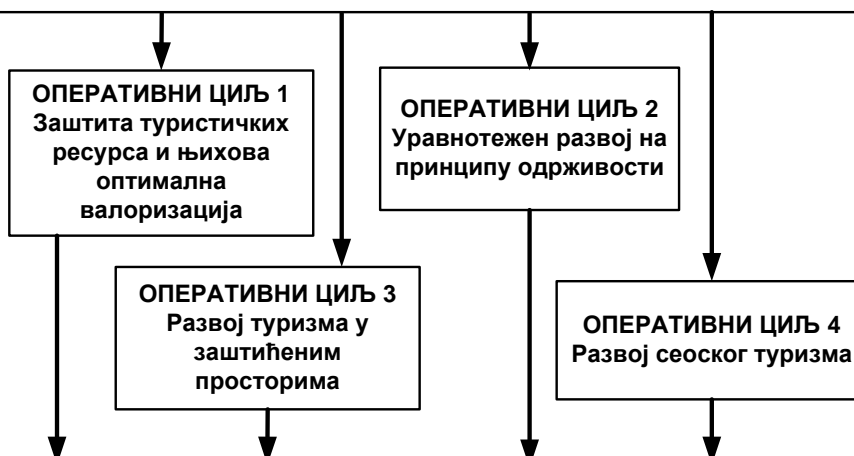 ОПЕРАТИВНИ ЦИЉ 1
Заштита туристичких
ресурса и њихова
оптимална
валоризација
ОПЕРАТИВНИ ЦИЉ 2
Уравнотежен развој на
принципу одрживости
ОПЕРАТИВНИ ЦИЉ 3
Развој туризма у
заштићеним
просторима
ОПЕРАТИВНИ ЦИЉ 4
Развој сеоског туризма